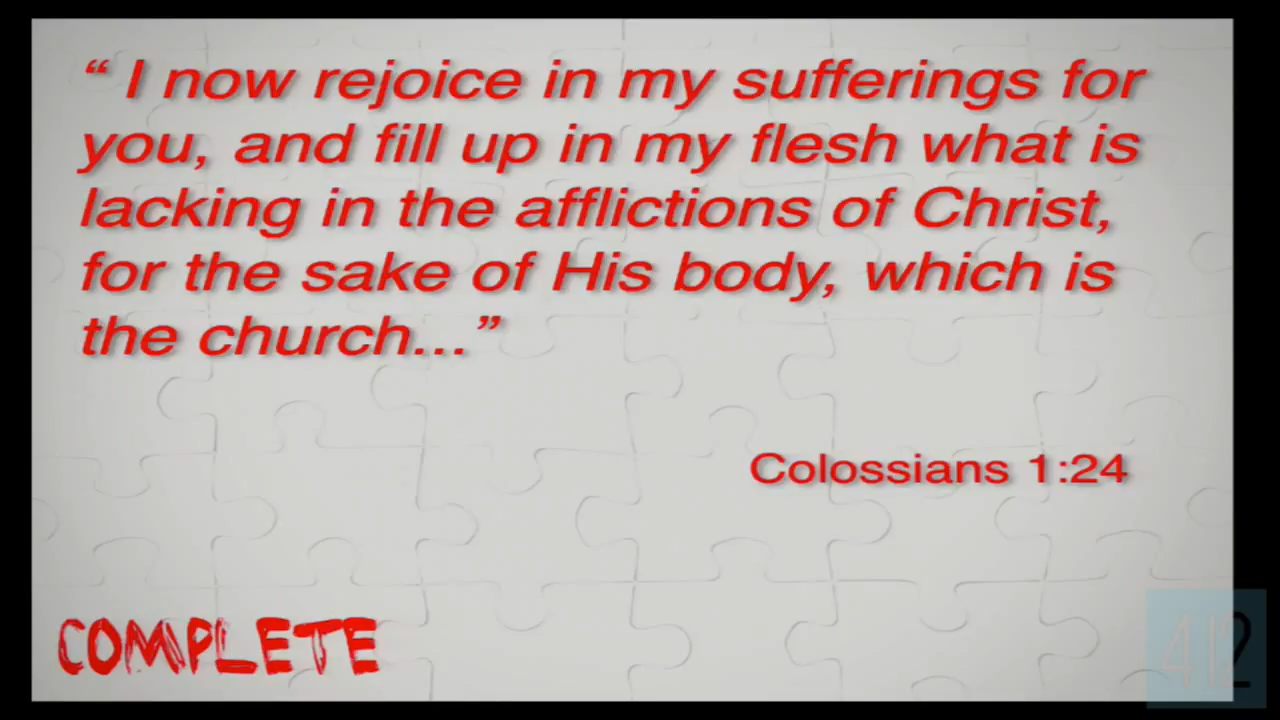 “ I now rejoice in my sufferings for
you, and fill up in my flesh what is
lacking in the afflictions of Christ,
for the sake of His body, which is
the church...”
Colossians 1:24
COMPLETE
412